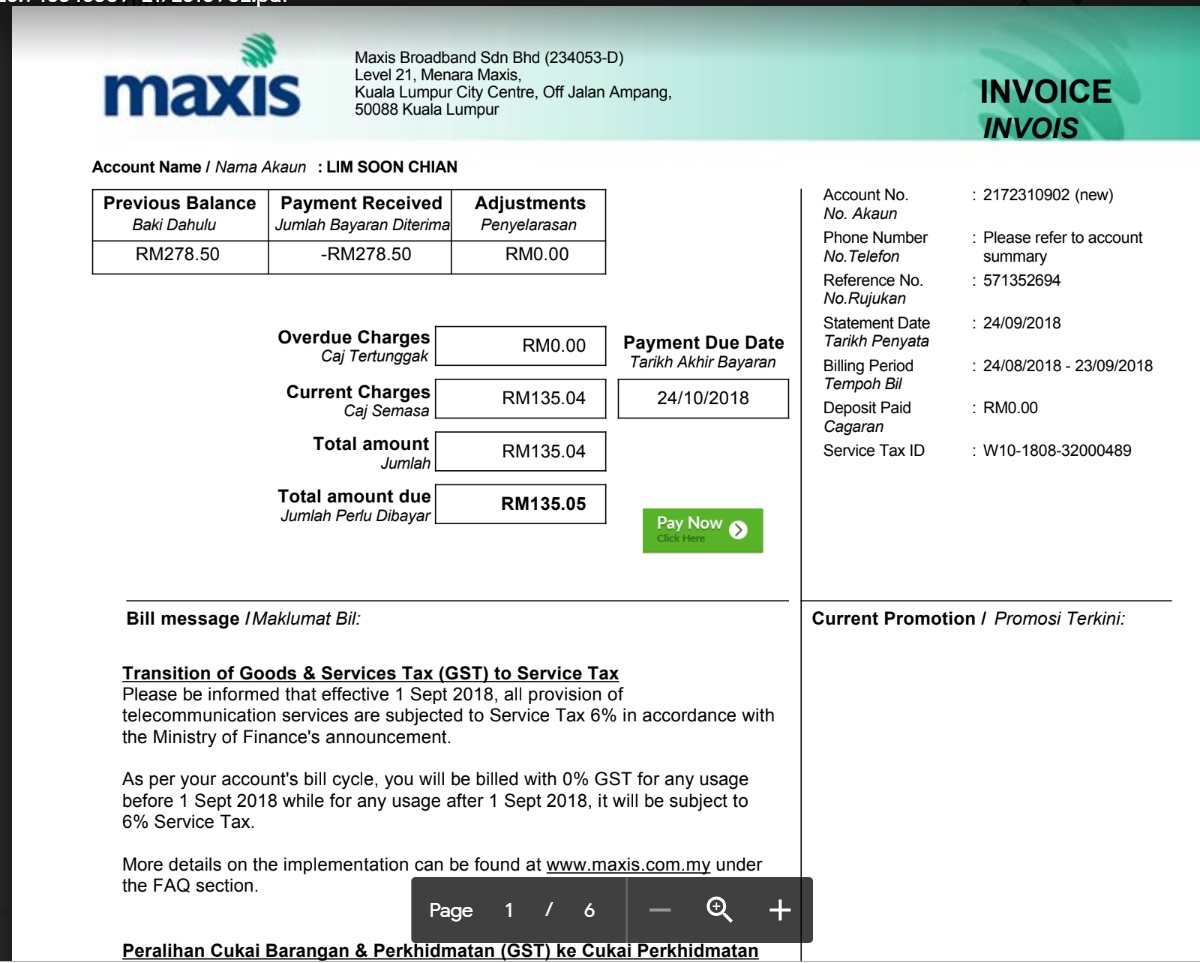 maxis
Maxis Broadband Sdn Bhd (234053-D)
Level 21, Menara Maxis,
Kuala Lumpur City Centre, Off Jalan Ampang,
50088 Kuala Lumpur
INVOICE
INVOIS
Account Name / Nama Akaun : LIM SOON CHIAN
Previous Balance Payment Received Adjustments
Baki Dahulu Jumlah Bayaran Diterima Penyelarasan
RM278.50 -RM278.50 RM0.00
Overdue Charges RM0.00
Caj Tertunggak
Current Charges RM135.04
Caj Semasa
Total amount RM135.04
Jumlah
Total amount due RM135.05
Jumlah Perlu Dibayar
Payment Due Date
Tarikh Akhir Bayaran
24/10/2018
Pay Now
Click Here
Account No. : 2172310902 (new)
No. Akaun
Phone Number : Please refer to account
No.Telefon summary
Reference No. : 571352694
No.Rujukan
Statement Date : 24/09/2018
Tarikh Penyata
Billing Period : 24/08/2018 - 23/09/2018
Tempoh Bil
Deposit Paid : RM0.00
Cagaran
Service Tax ID : W10-1808-32000489
Bill message / Maklumat Bil:
Transition of Goods & Services Tax (GST) to Service Tax
Please be informed that effective 1 Sept 2018, all provision of
telecommunication services are subjected to Service Tax 6% in accordance with
the Ministry of Finance's announcement.
As per your account's bill cycle, you will be billed with 0% GST for any usage
before 1 Sept 2018 while for any usage after 1 Sept 2018, it will be subject to
6% Service Tax.
More details on the implementation can be found at www.maxis.com.my under
the FAQ section.
Peralihan Cukai Barangan & Perkhidmatan (GST) ke Cukai Perkhidmatan
Current Promotion / Promosi Terkini:
Page 1 / 6